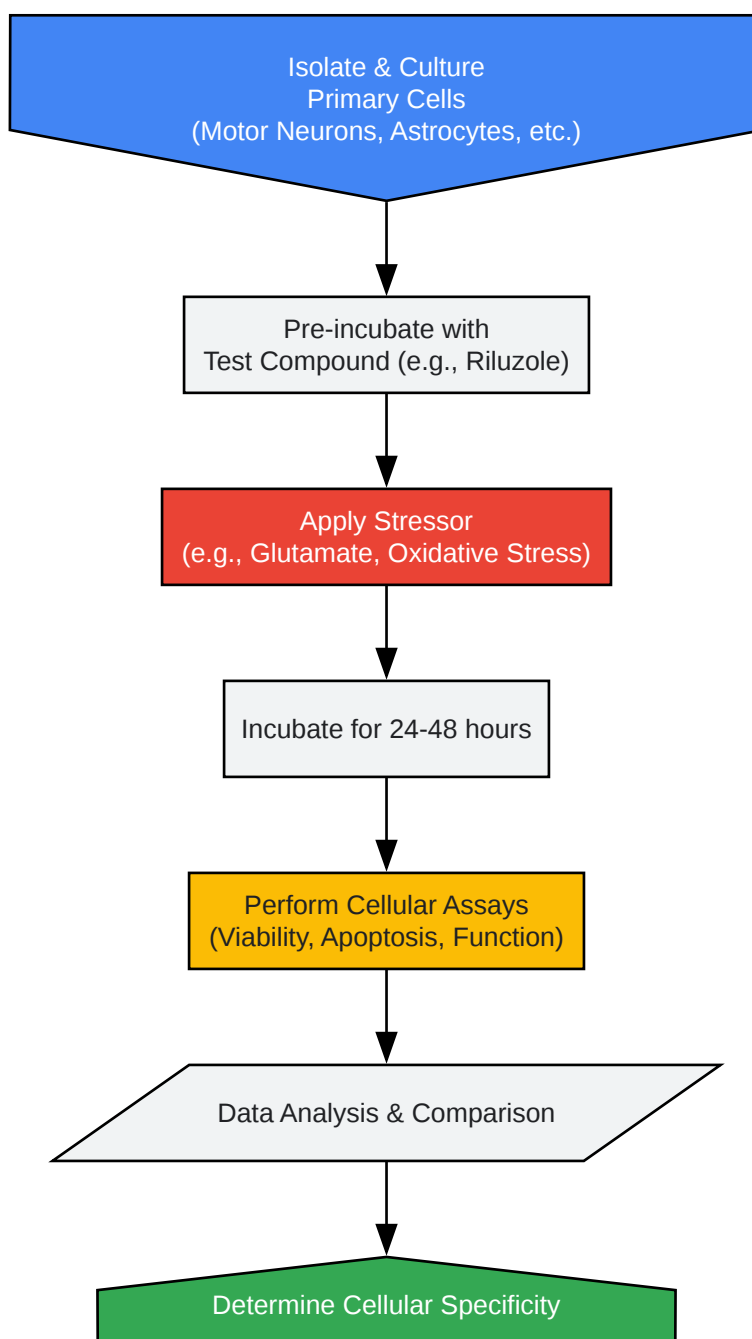 Isolate & Culture
Primary Cells
(Motor Neurons, Astrocytes, etc.)
Pre-incubate with
Test Compound (e.g., Riluzole)
Apply Stressor
(e.g., Glutamate, Oxidative Stress)
Incubate for 24-48 hours
Perform Cellular Assays
(Viability, Apoptosis, Function)
Data Analysis & Comparison
Determine Cellular Specificity